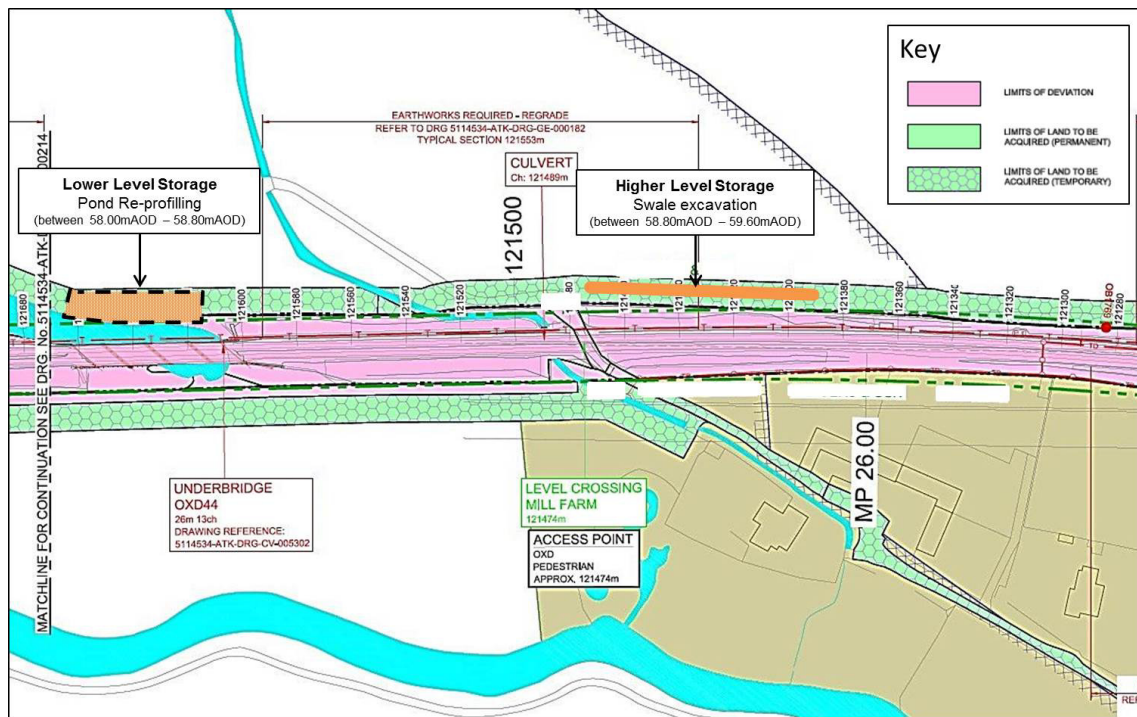 Key
LIMITS OF DEVIATION
LIMITS OF LAND TO BE
ACQUIRED (PERMANENT)
LIMITS OF LAND TO BE
ACQUIRED (TEMPORARY)
EARTHWORKS REQUIRED - REGRADE
REFER TO DRG 5114534-ATK-DRG-GE-000182
TYPICAL SECTION 121553m
CULVERT
Ch: 121489m
Lower Level Storage
Pond Re-profilling
(between 58.00mAOD – 58.80mAOD)
Higher Level Storage
Swale excavation
(between 58.80mAOD – 59.60mAOD)
121500
MATCHLINE FOR CONTINUATION SEE DRG. No.5114534-ATK-D
00214
121680
121600
121580
121560
121540
121520
80
121380
121360
121340
121320
121300
121280
MP 26.00
UNDERBRIDGE
OXD44
26m 13ch
DRAWING REFERENCE:
5114534-ATK-DRG-CV-005302
LEVEL CROSSING
MILL FARM
121474m
ACCESS POINT
OXD
PEDESTRIAN
APPROX. 121474m